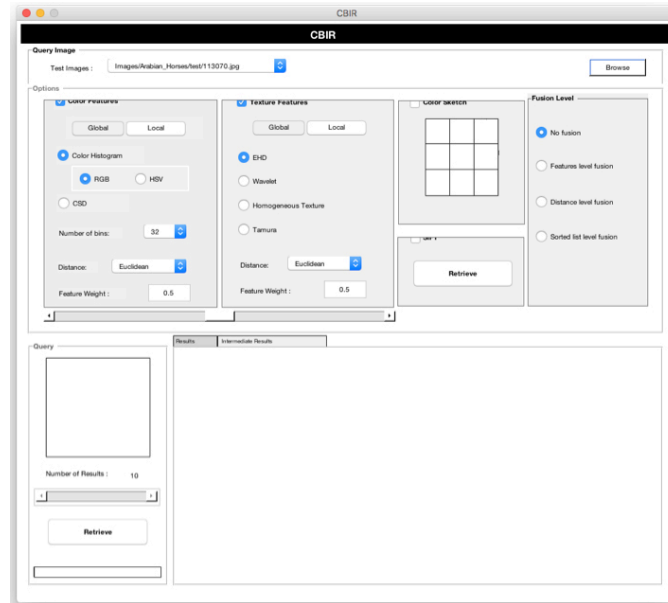 CBIR
CBIR
Query Image
Test Images : Images/Arabian_Horses/test/113070.jpg Browse
Options
Color Features
Global Local
Color Histogram
RGB HSV
CSD
Number of bins: 32
Distance: Euclidean
Feature Weight : 0.5
Texture Features
Global Local
EHD
Wavelet
Homogeneous Texture
Tamura
Distance: Euclidean
Feature Weight : 0.5
Color Sketch
SIFT
Retrieve
Fusion Level
No fusion
Features level fusion
Distance level fusion
Sorted list level fusion
Query
Number of Results : 10
Retrieve
Results Intermediate Results